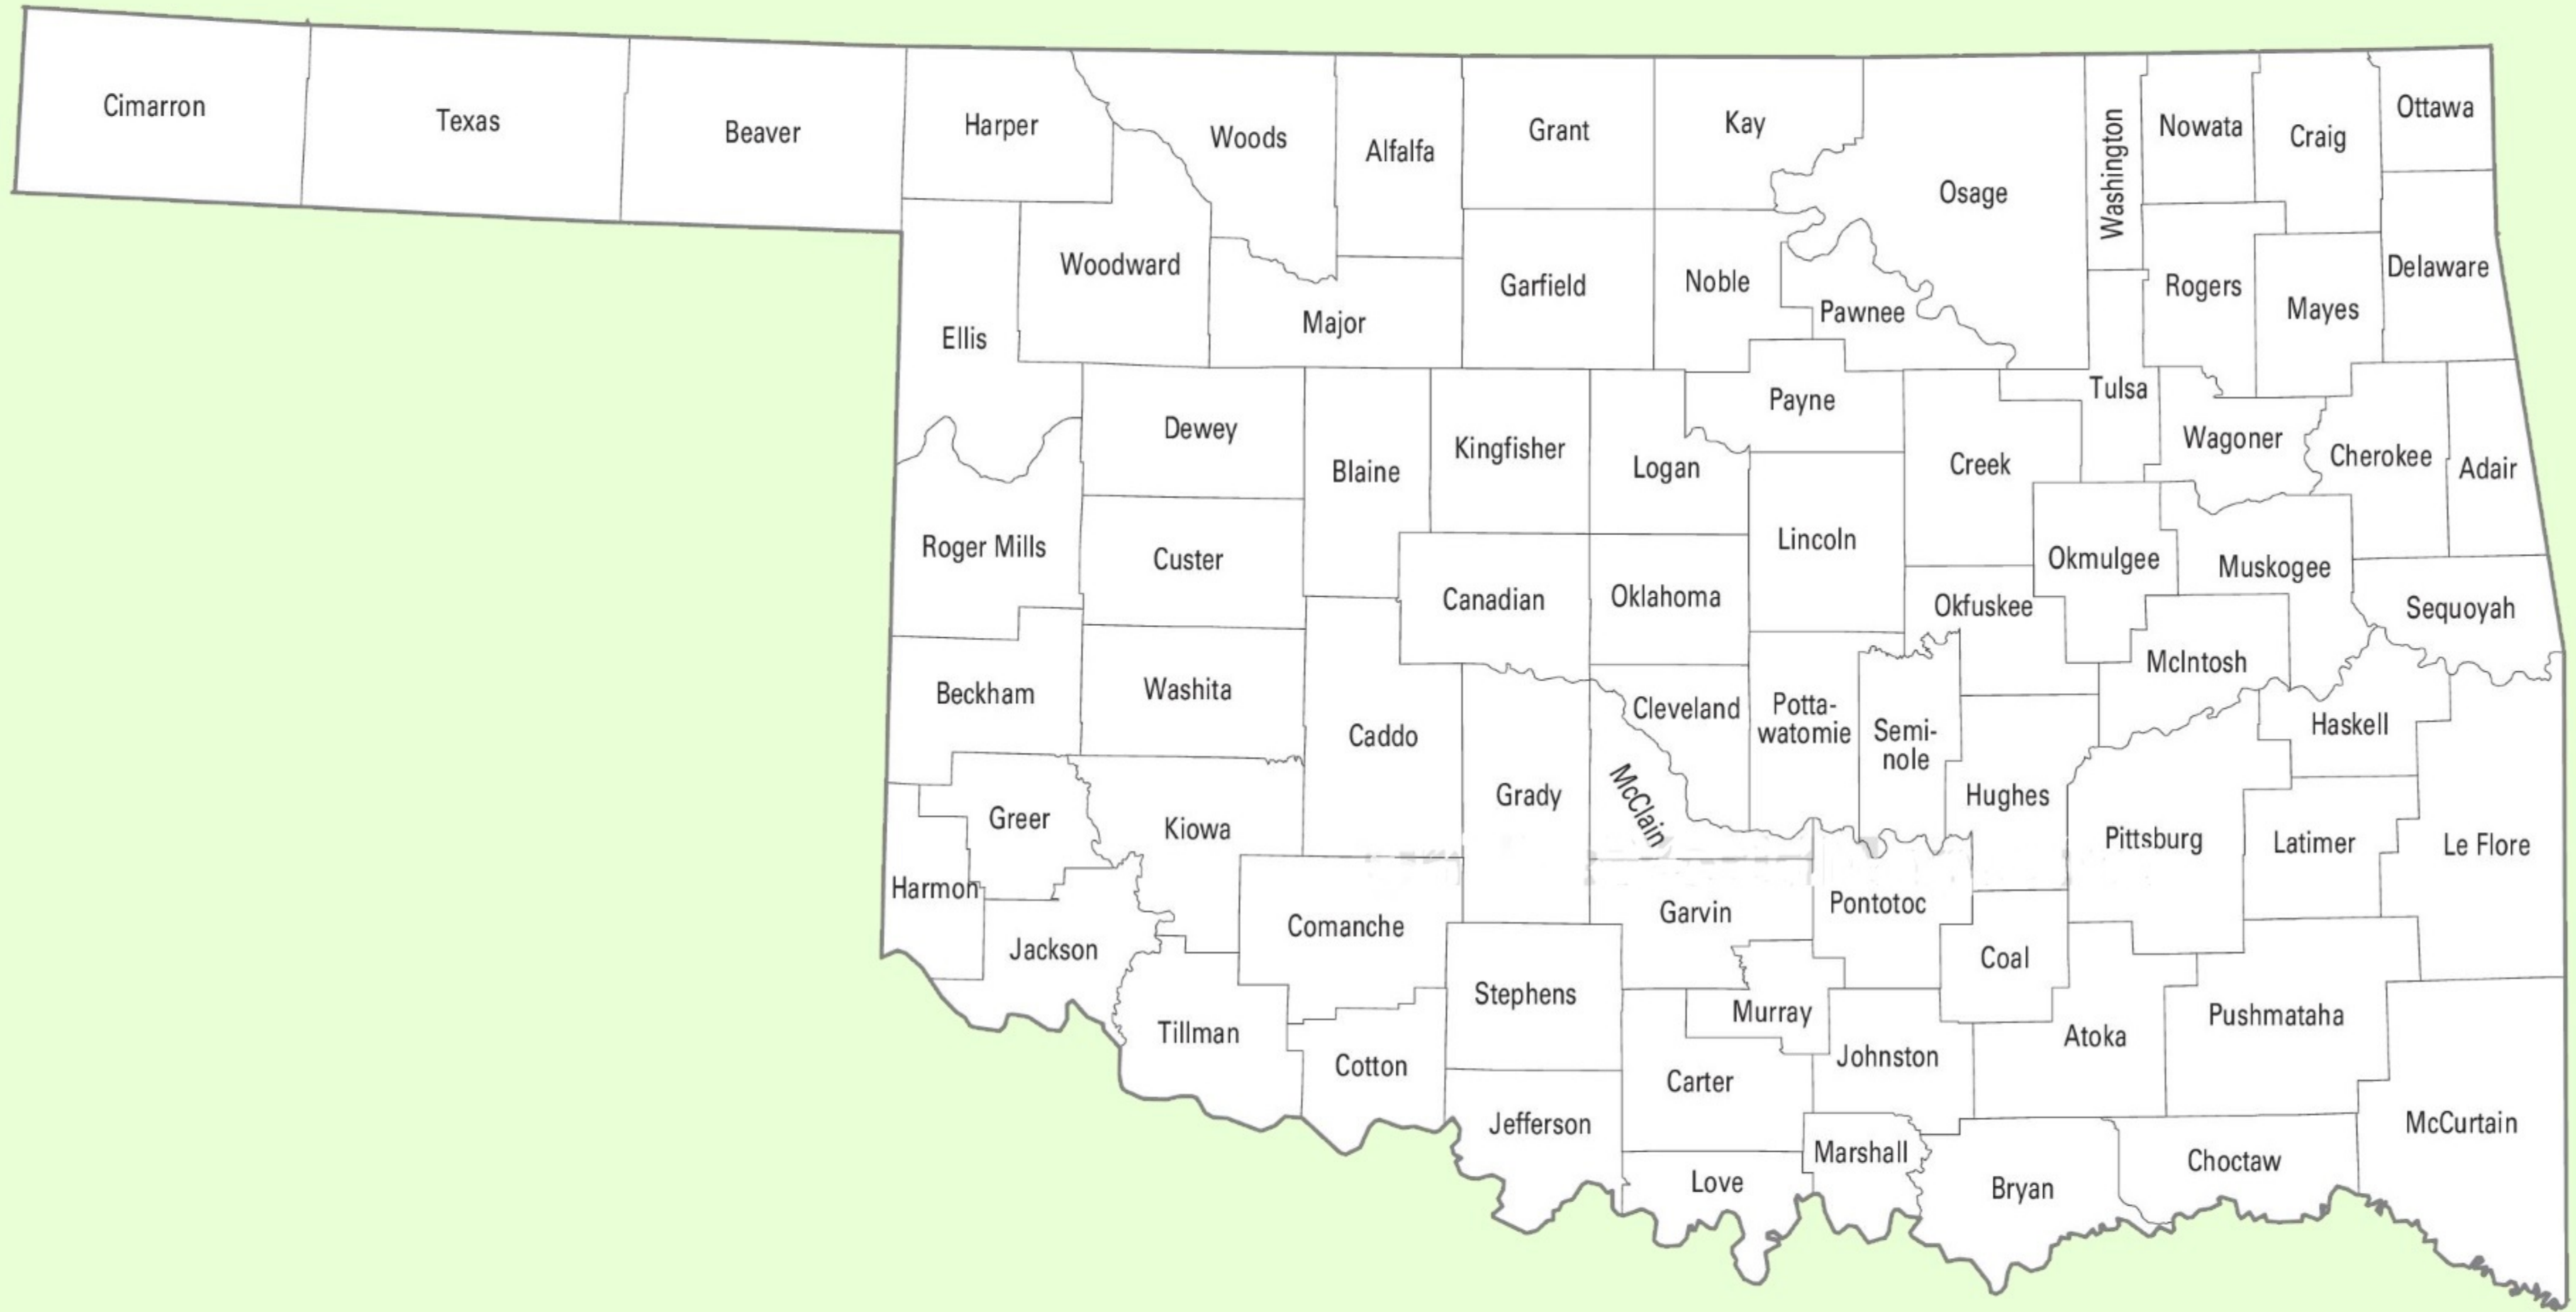 Cimarron
Texas
Beaver
Harper
Woods
Alfalfa
Grant
Kay
Osage
Washington
Nowata
Craig
Ottawa
Woodward
Ellis
Major
Garfield
Noble
Pawnee
Rogers
Mayes
Delaware
Dewey
Blaine
Kingfisher
Logan
Payne
Creek
Tulsa
Wagoner
Cherokee
Adair
Roger Mills
Custer
Canadian
Oklahoma
Lincoln
Okfuskee
Okmulgee
Muskogee
Sequoyah
Beckham
Washita
Caddo
Grady
McClain
Cleveland
Potta-
watomie
Semi-
nole
Hughes
McIntosh
Haskell
Pittsburg
Latimer
Le Flore
Harmon
Greer
Kiowa
Jackson
Comanche
Garvin
Pontotoc
Coal
Tillman
Cotton
Stephens
Murray
Johnston
Atoka
Pushmataha
Jefferson
Carter
Love
Marshall
Bryan
Choctaw
McCurtain